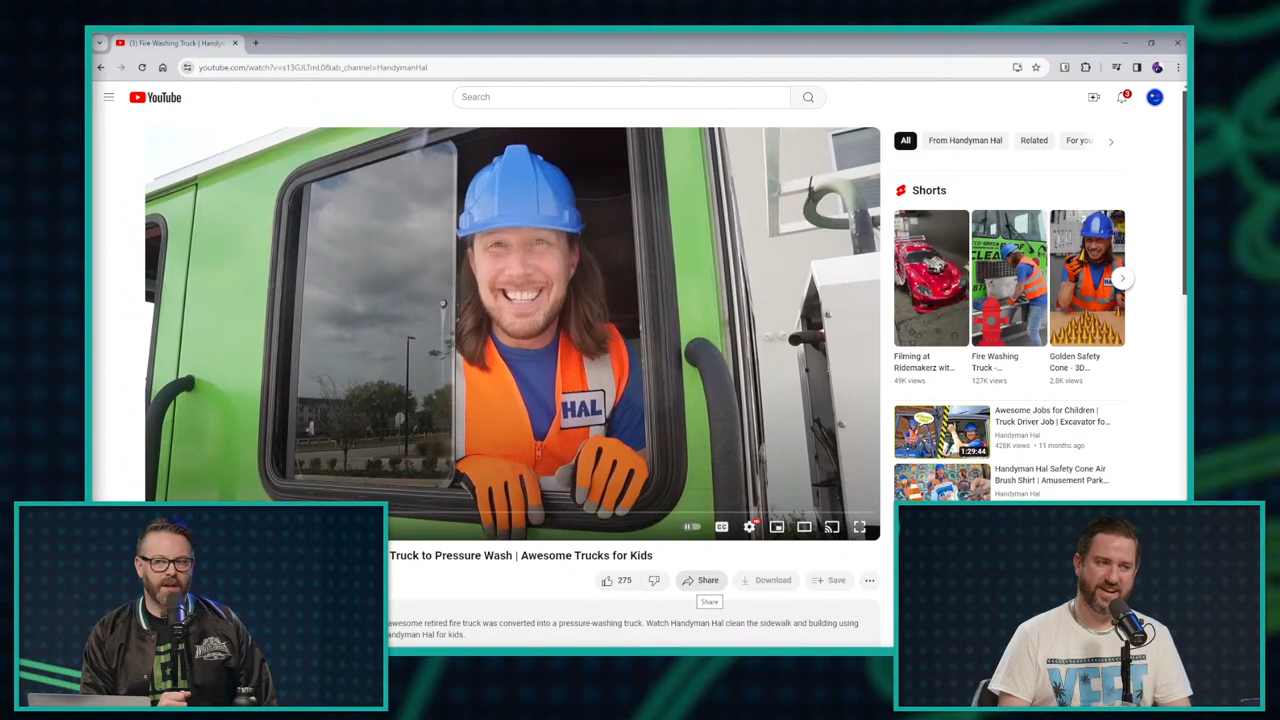 (3) Fire Washing Truck | Handym
youtube.com/watch?v=s13GJLTmL0&ab_channel=HandymanHal
YouTube
Search
3
All
From Handyman Hal
Related
For you
Shorts
HAL
Filming at
Ridemakerz wit...
49K views
Fire Washing
Truck -...
127K views
Golden Safety
Cone - 3D...
2.8K views
Awesome Jobs for Children |
Truck Driver Job | Excavator fo...
Handyman Hal
428K views • 11 months ago
1:29:44
Handyman Hal Safety Cone Air
Brush Shirt | Amusement Park...
Handyman Hal
CC
HD
Truck to Pressure Wash | Awesome Trucks for Kids
275
Share
Download
Save
Share
awesome retired fire truck was converted into a pressure-washing truck. Watch Handyman Hal clean the sidewalk and building using
andyman Hal for kids.
YEET